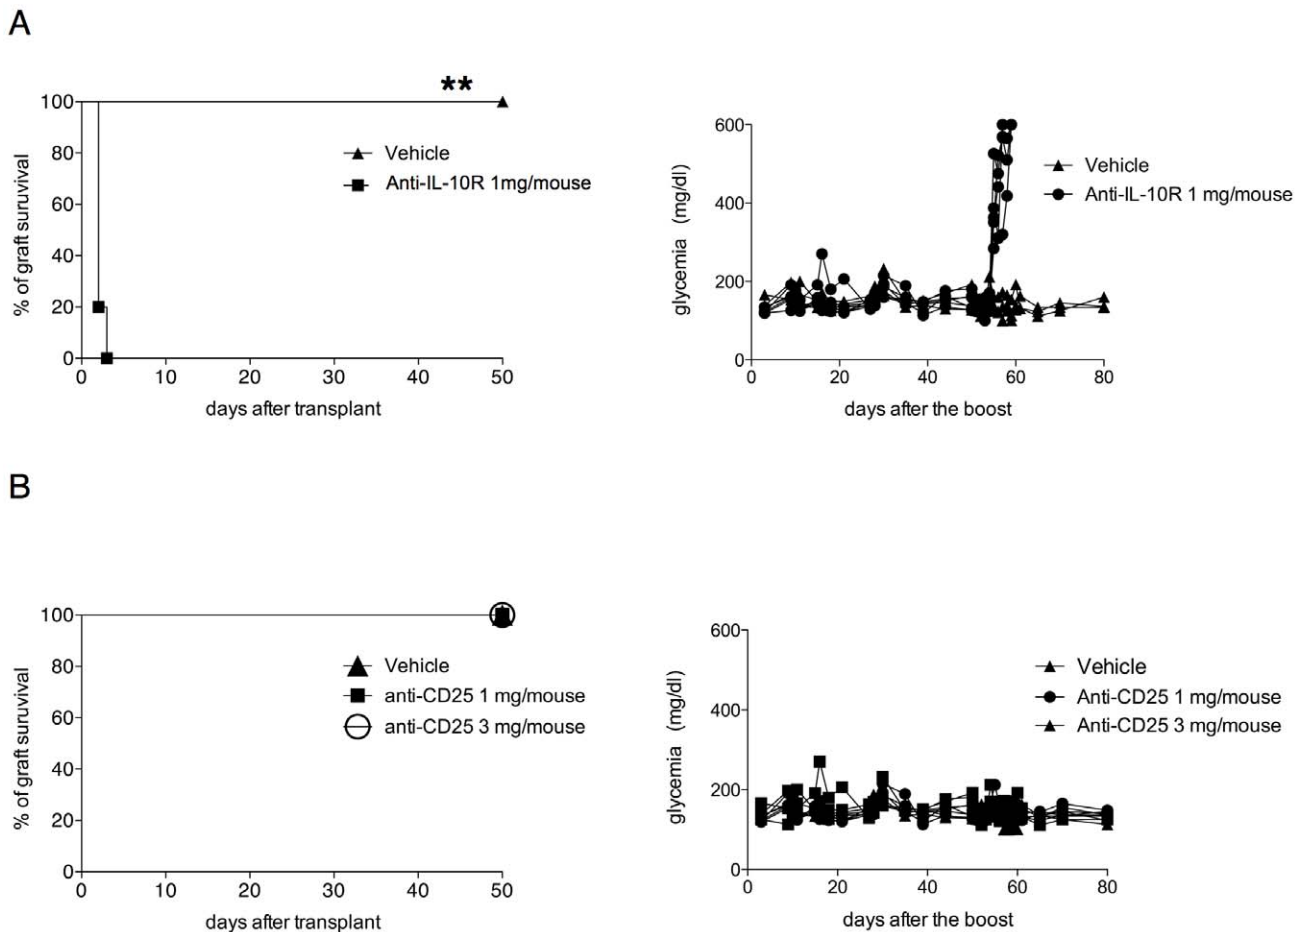 A
**
100
80
60
40
20
0
% of graft suruvival
Vehicle
Anti-IL-10R 1mg/mouse
0 10 20 30 40 50
days after transplant
600
400
200
0
glycemia (mg/dl)
Vehicle
Anti-IL-10R 1 mg/mouse
0 20 40 60 80
days after the boost
B
100
80
60
40
20
0
% of graft suruvival
Vehicle
anti-CD25 1 mg/mouse
anti-CD25 3 mg/mouse
0 10 20 30 40 50
days after transplant
600
400
200
0
glycemia (mg/dl)
Vehicle
Anti-CD25 1 mg/mouse
Anti-CD25 3 mg/mouse
0 20 40 60 80
days after the boost